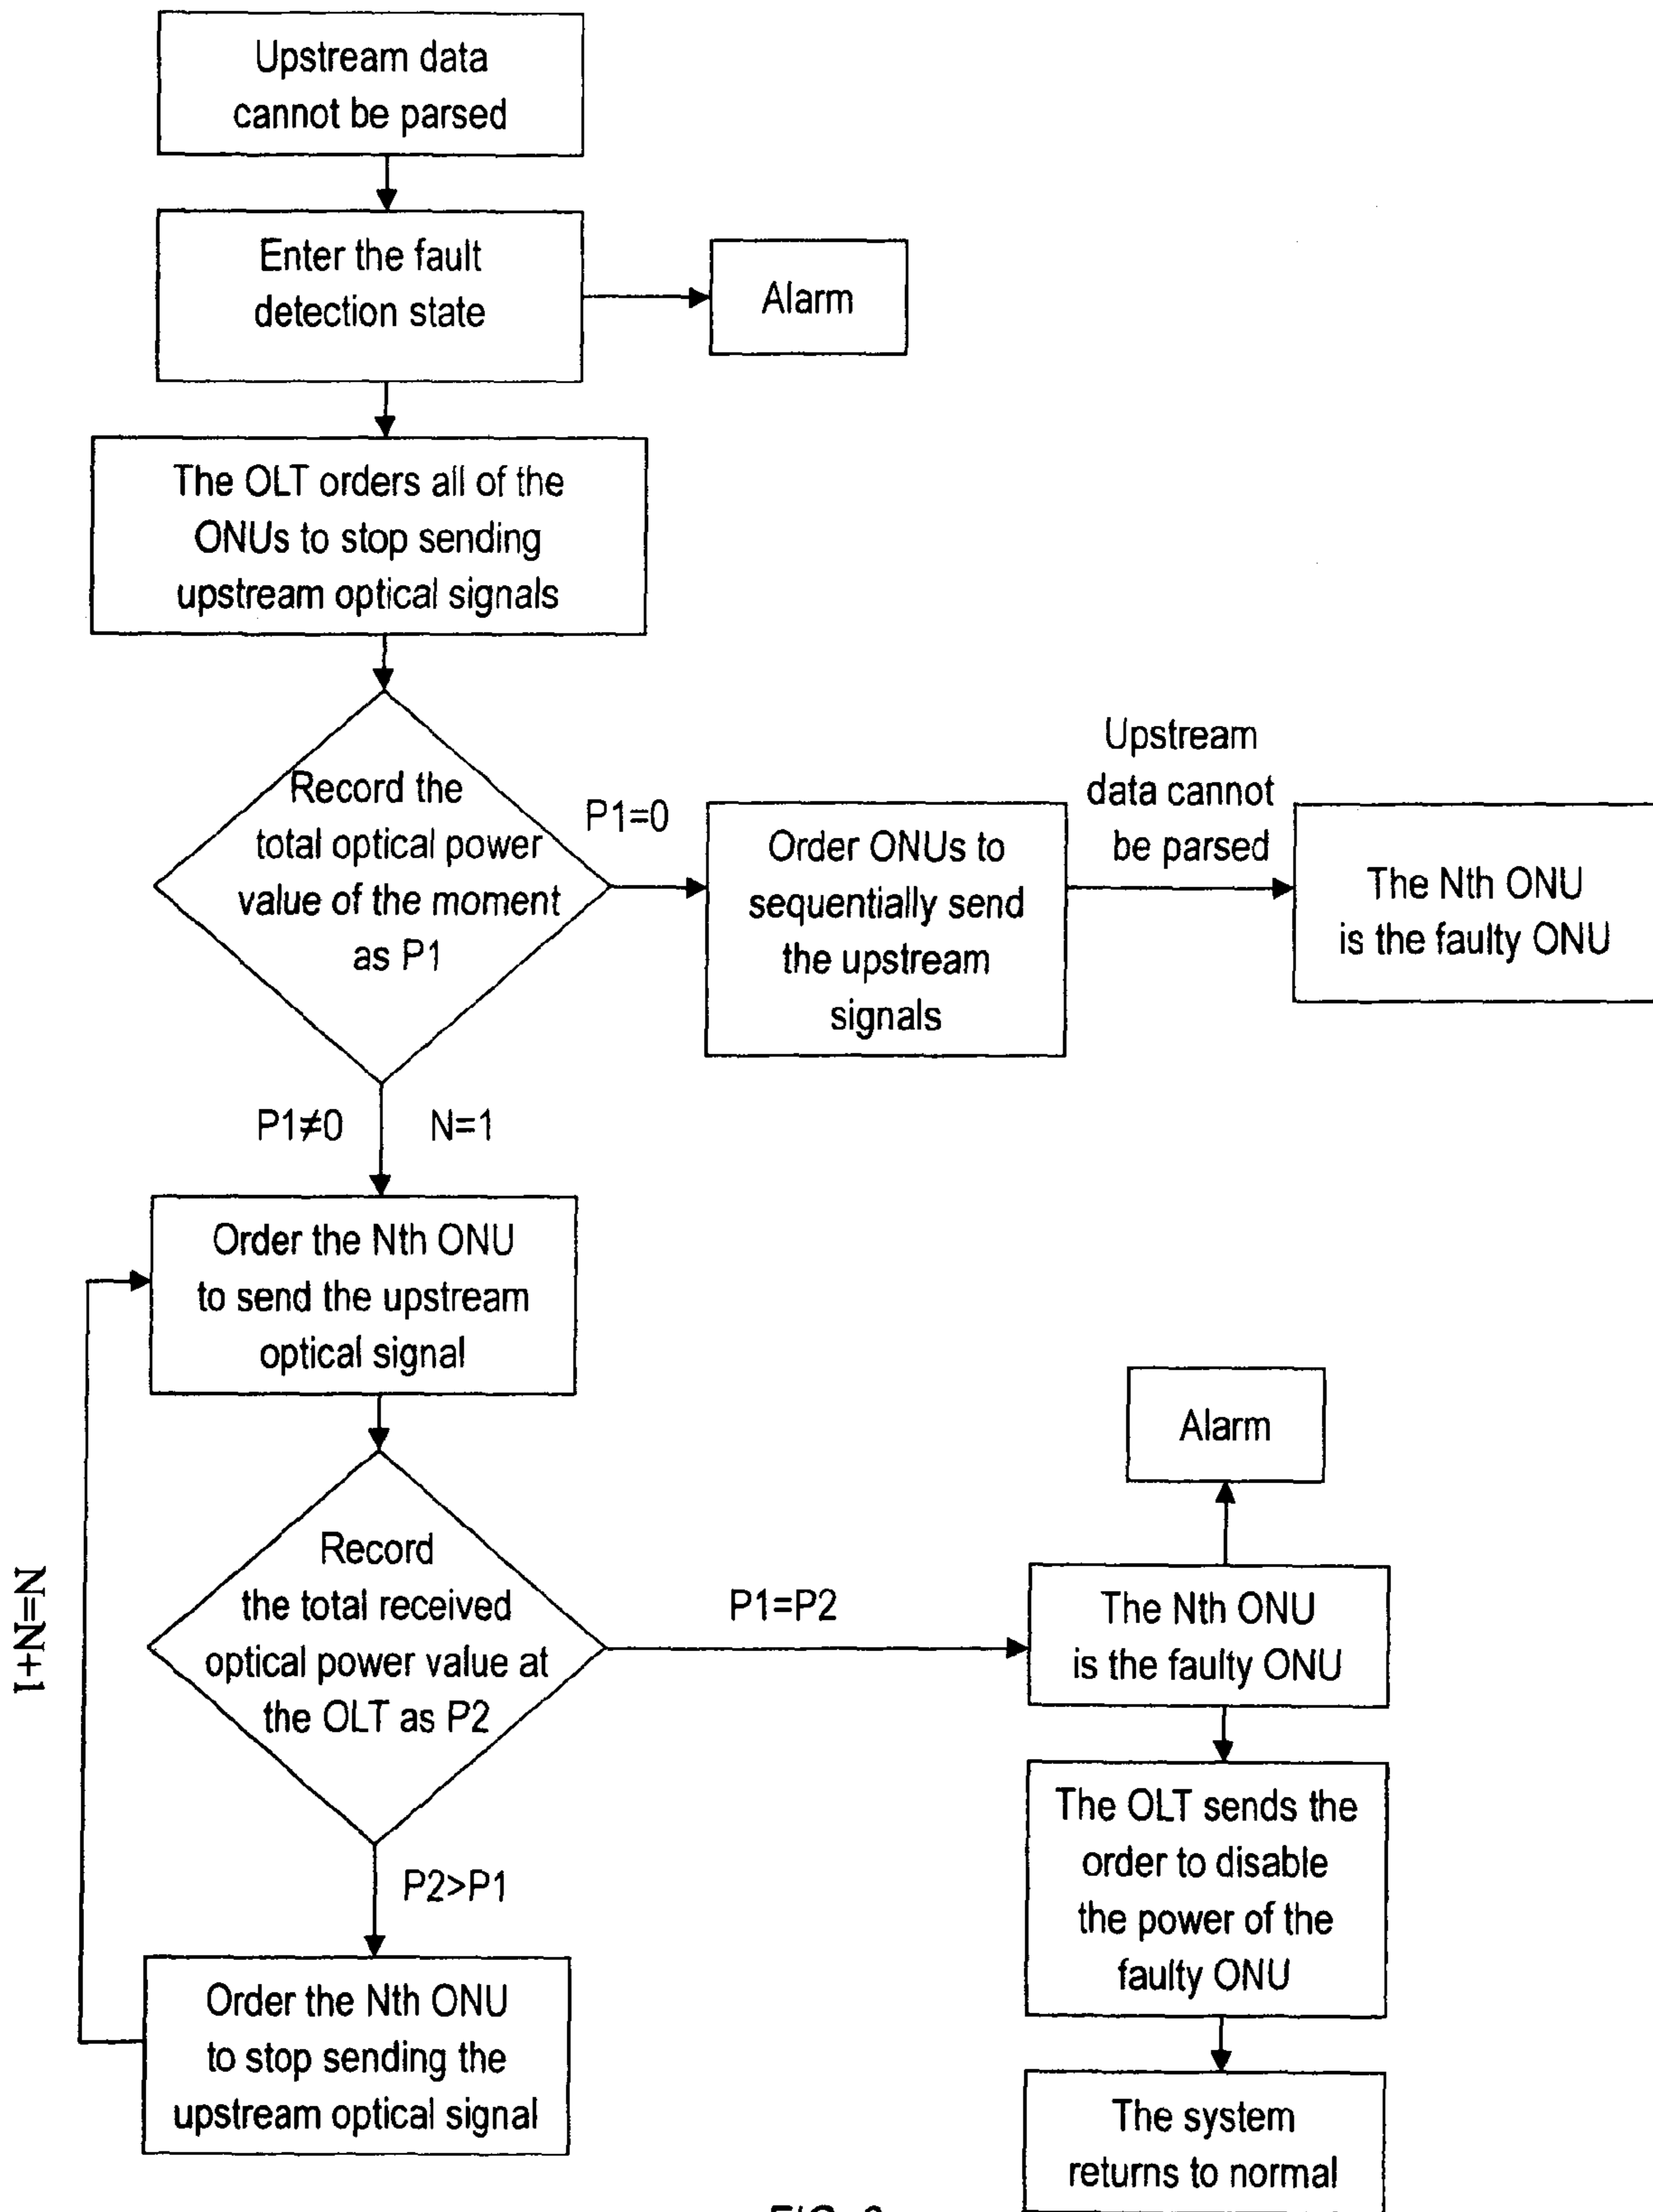 Upstream data
cannot be parsed
Enter the fault
detection state
Alarm
The OLT orders all of the
ONUs to stop sending
upstream optical signals
Record the
total optical power
value of the moment
as P1
P1=0
Order ONUs to
sequentially send
the upstream
signals
Upstream
data cannot
be parsed
The Nth ONU
is the faulty ONU
P1≠0
N=1
Order the Nth ONU
to send the upstream
optical signal
Record
the total received
optical power value at
the OLT as P2
P1=P2
The Nth ONU
is the faulty ONU
Alarm
The OLT sends the
order to disable
the power of the
faulty ONU
The system
returns to normal
P2>P1
Order the Nth ONU
to stop sending the
upstream optical signal
N=N+1